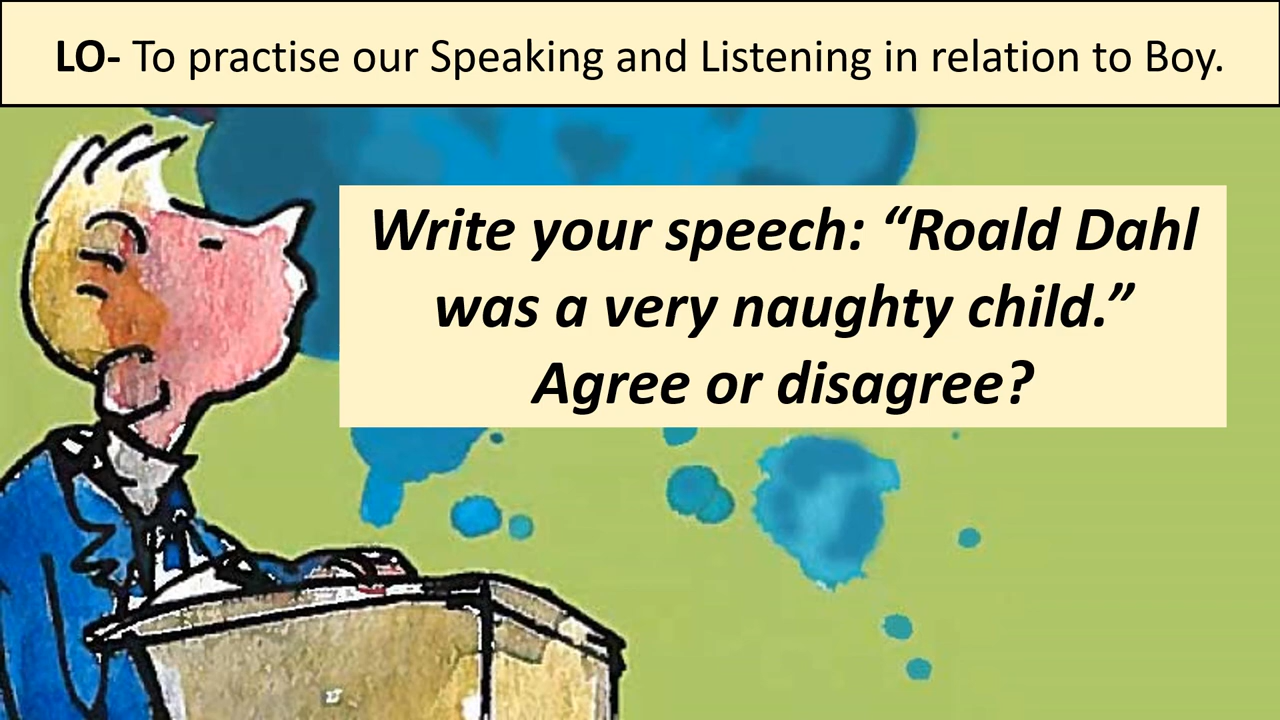 LO- To practise our Speaking and Listening in relation to Boy.
Write your speech: “Roald Dahl
was a very naughty child.”
Agree or disagree?